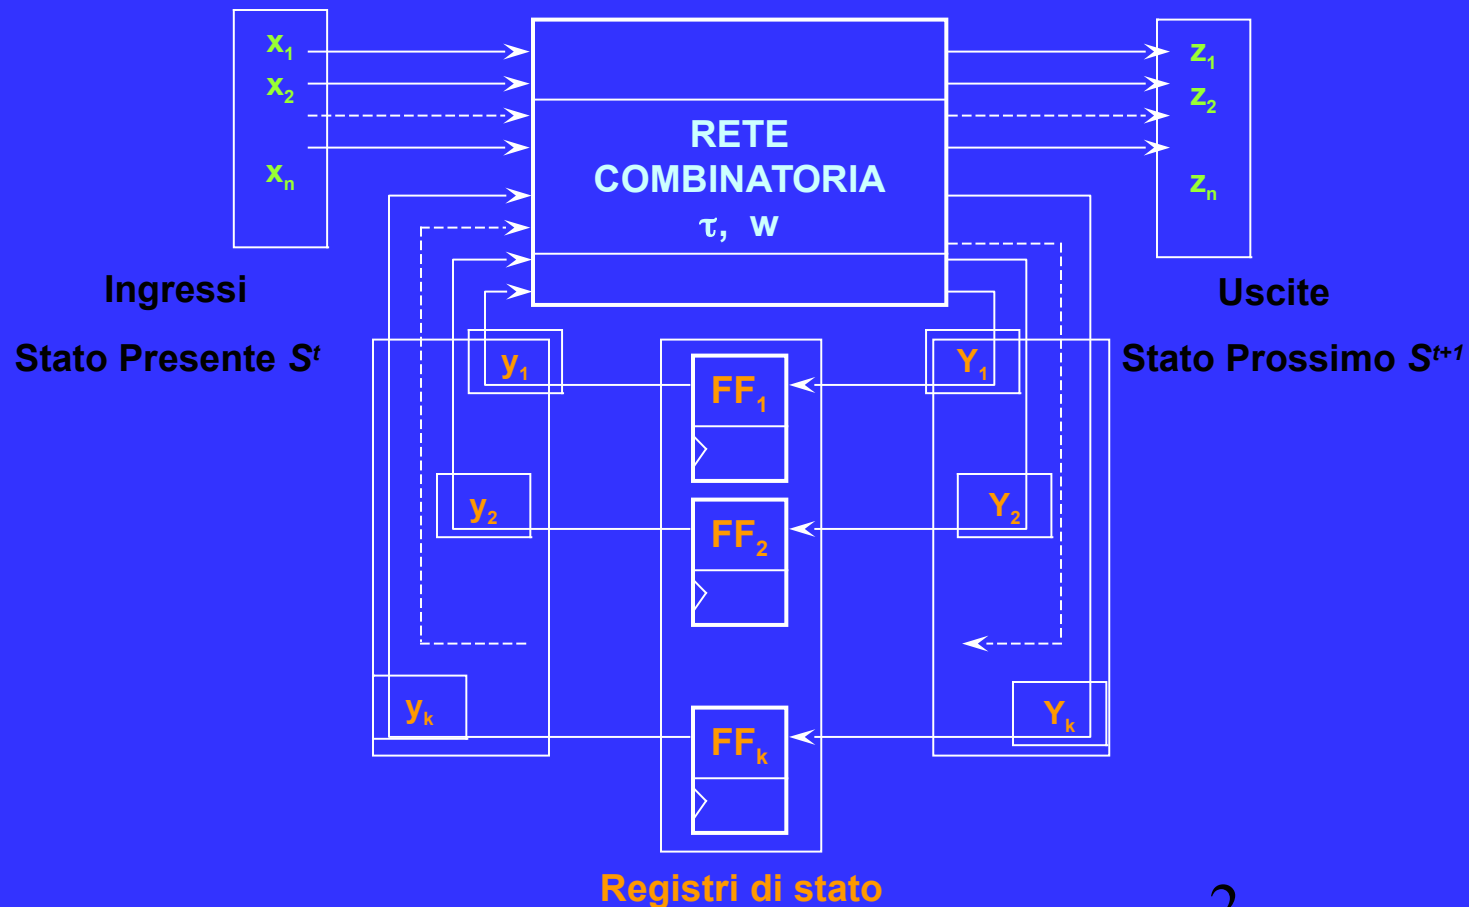 x1
x2
xn
RETE
COMBINATORIA
τ, w
z1
z2
zn
Ingressi
Uscite
Stato Presente St
Stato Prossimo St+1
y1
FF1
Y1
y2
FF2
Y2
yk
FFk
Yk
Registri di stato
2